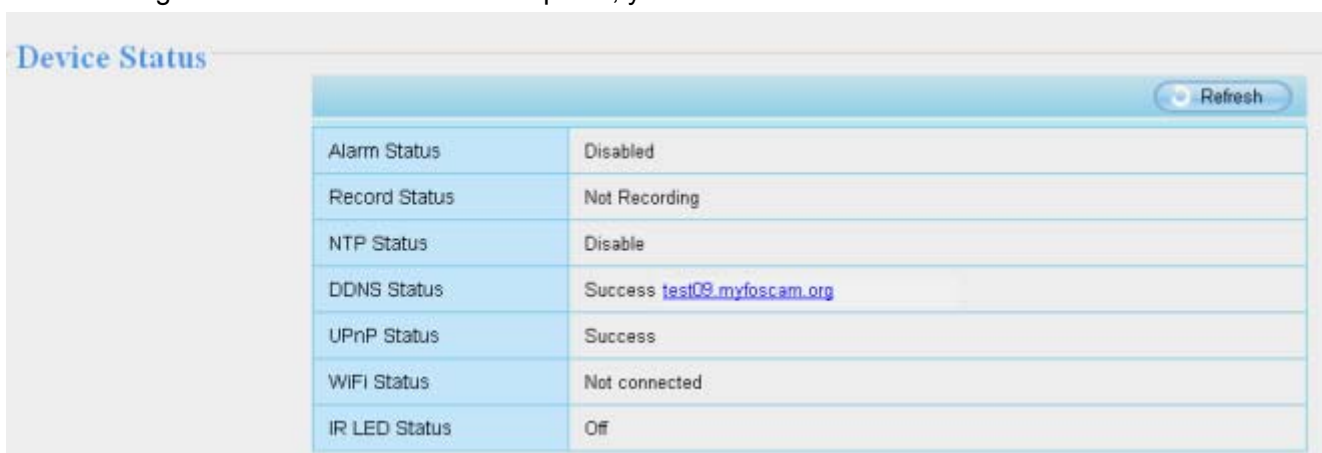 Device Status
Refresh
Alarm Status Disabled
Record Status Not Recording
NTP Status Disable
DDNS Status Success test09.myfoscam.org
UPnP Status Success
WiFi Status Not connected
IR LED Status Off